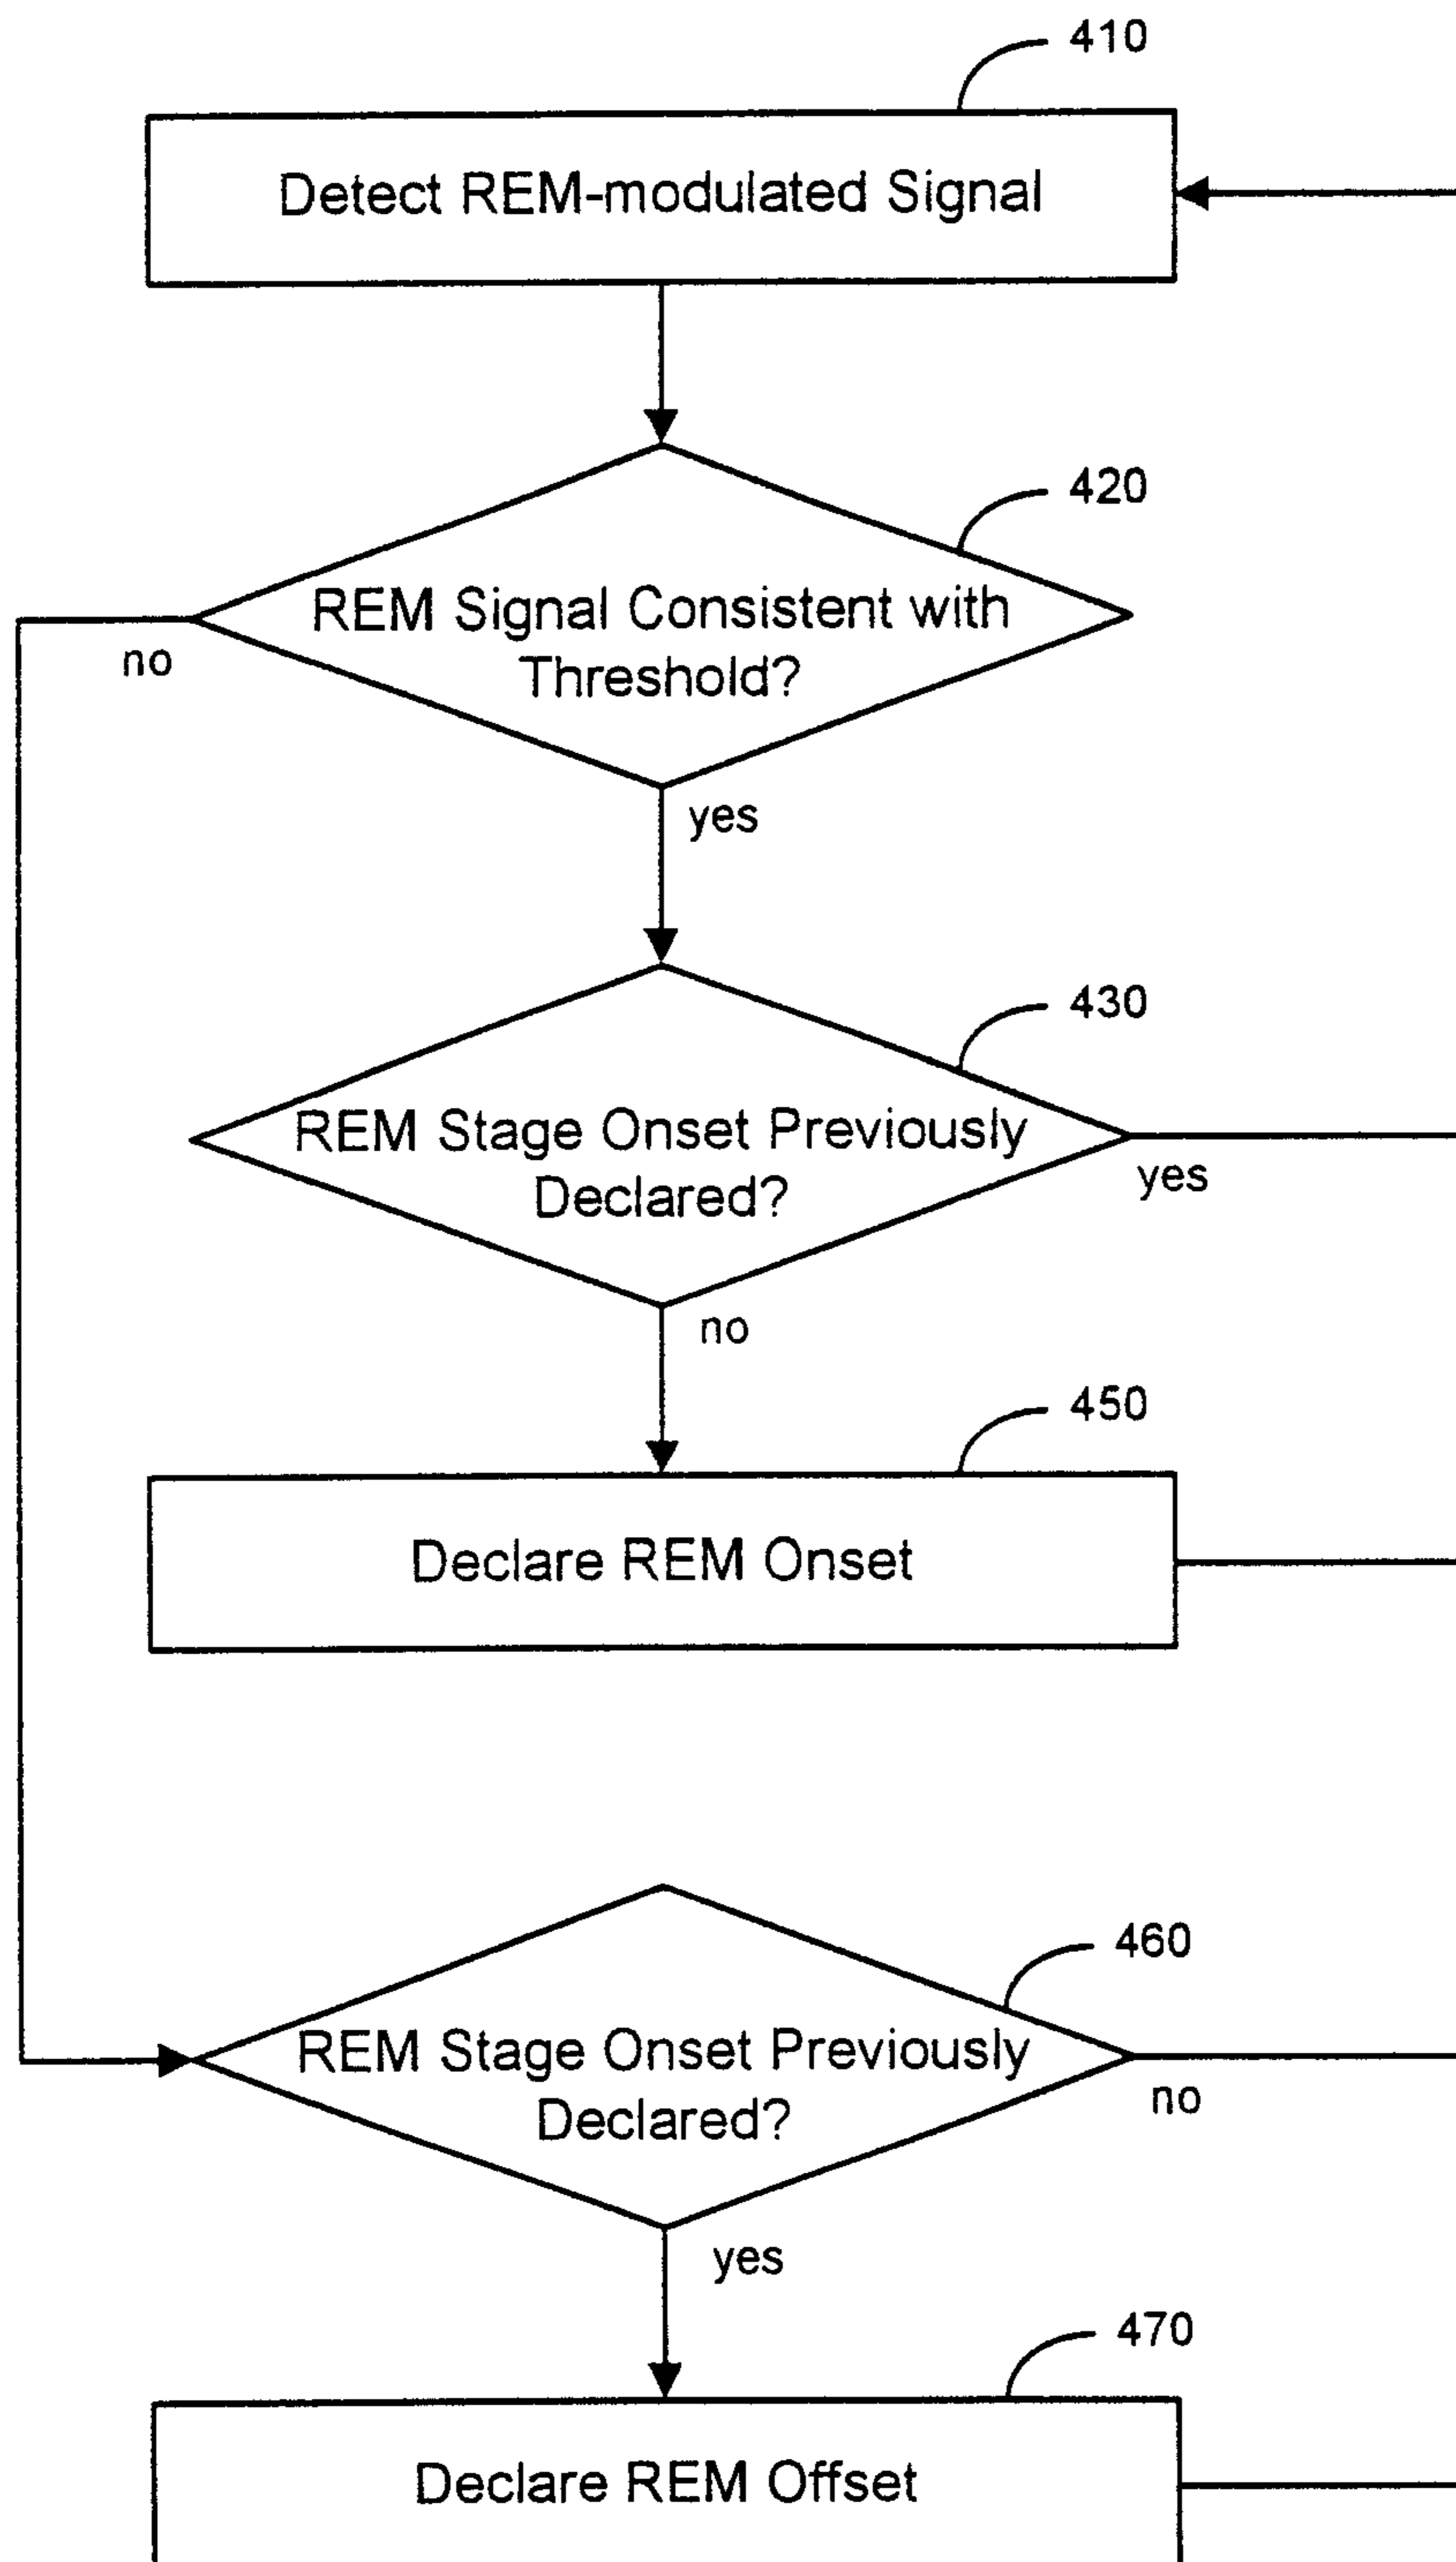 410
Detect REM-modulated Signal
420
REM Signal Consistent with
Threshold?
no
yes
430
REM Stage Onset Previously
Declared?
yes
no
450
Declare REM Onset
460
REM Stage Onset Previously
Declared?
no
yes
470
Declare REM Offset